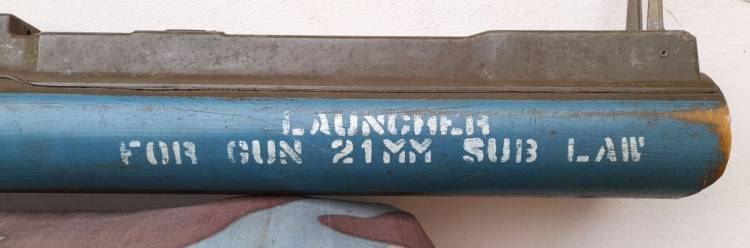 LAUNCHER
FOR GUN 21MM SUB LAW